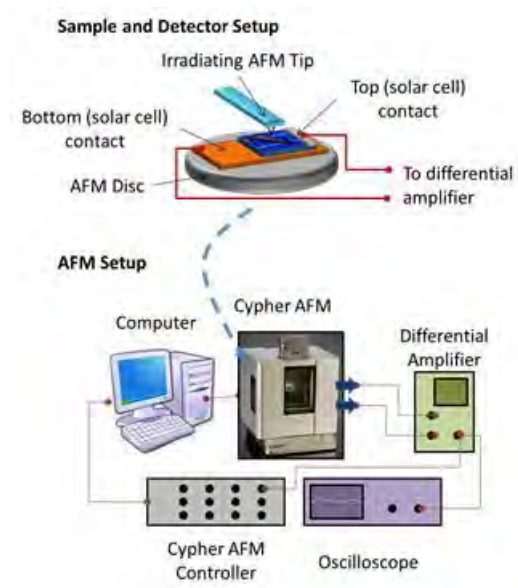 Sample and Detector Setup
Irradiating AFM Tip
Top (solar cell)
contact
Bottom (solar cell)
contact
AFM Disc
To differential
amplifier
AFM Setup
Cypher AFM
Computer
Differential
Amplifier
Cypher AFM
Controller
Oscilloscope